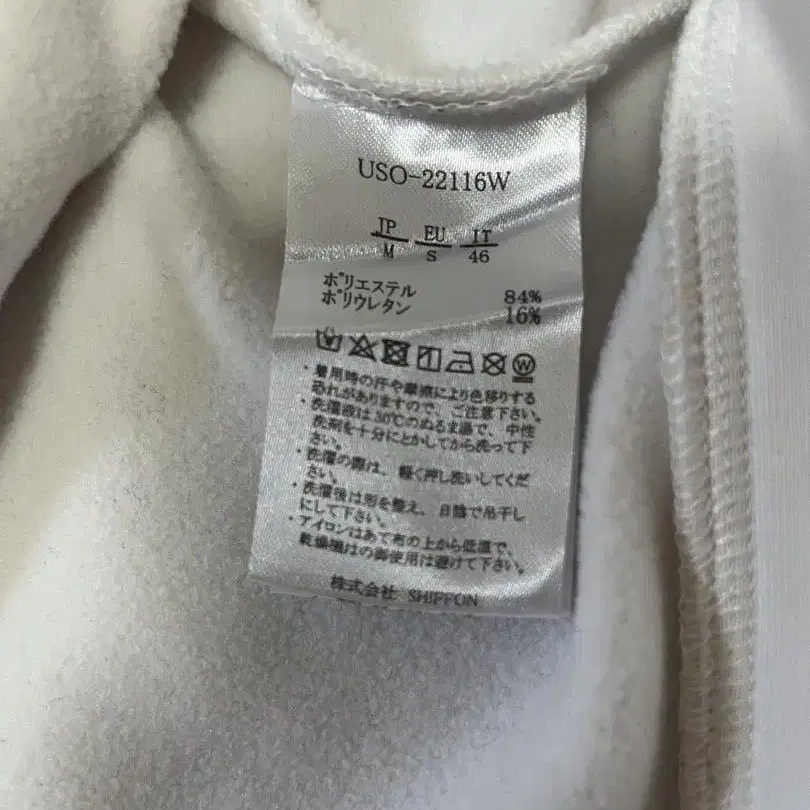 USO-22116W
JP EU IT
M S 46
ポリエステル 84%
ポリウレタン 16%
W
・着用時の汗や摩擦により色移りする
恐れがありますので、ご注意下さい。
・洗濯液は30℃のぬるま湯で、中性
洗剤を十分にとかしてから洗って下
さい。
・洗濯の際は、軽く押し洗いしてくだ
さい。
・洗濯後は形を整え、日陰で吊干し
にして下さい。
・アイロンはあて布の上から低温で、
乾燥機はの御使用は避けて下さい。
株式会社 SHIFFON